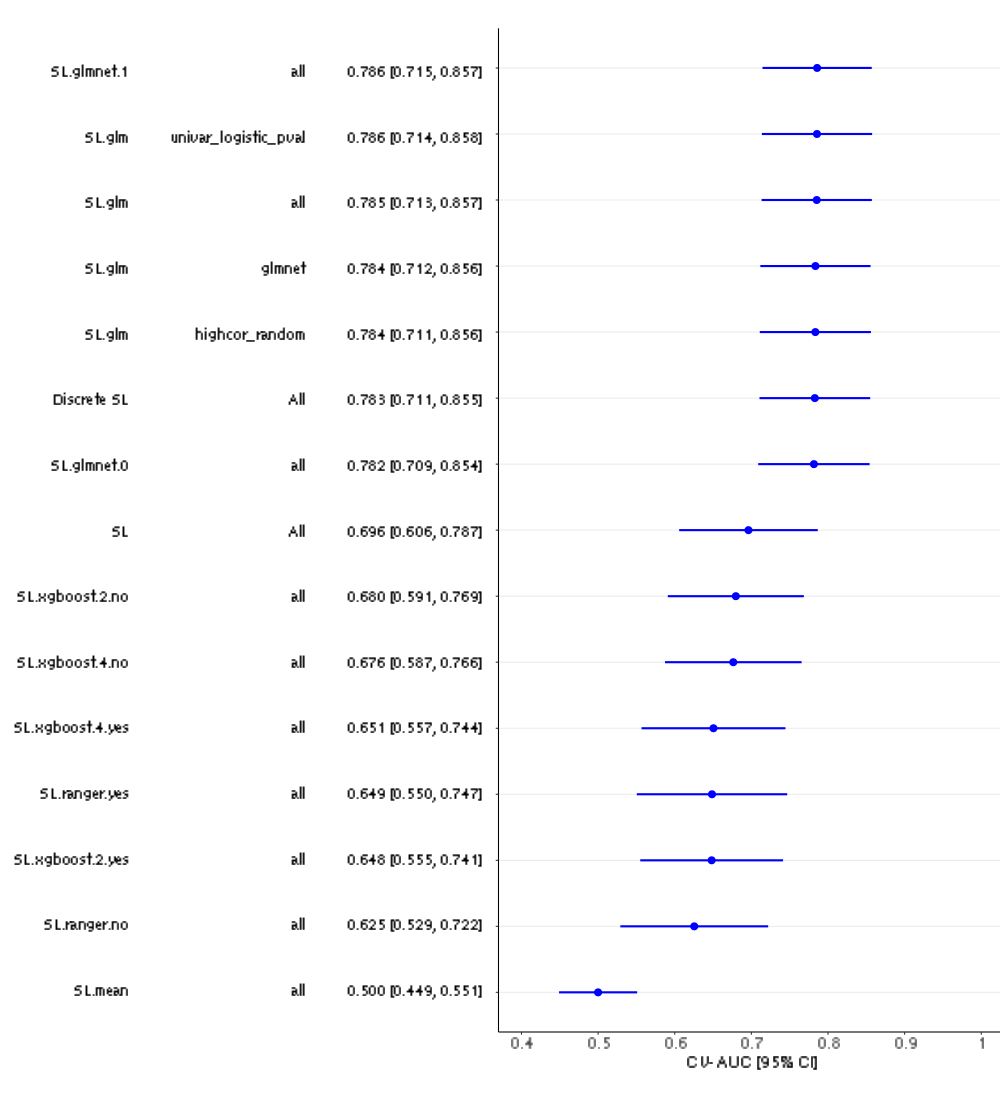 SL.glmnet.1 all 0.786 [0.715, 0.857]
SL.glm univar_logistic_pval 0.786 [0.714, 0.858]
SL.glm all 0.785 [0.713, 0.857]
SL.glm glmnet 0.784 [0.712, 0.856]
SL.glm highcor_random 0.784 [0.711, 0.856]
Discrete SL All 0.783 [0.711, 0.855]
SL.glmnet.0 all 0.782 [0.709, 0.854]
SL All 0.696 [0.606, 0.787]
SL.xgboost.2.no all 0.680 [0.591, 0.769]
SL.xgboost.4.no all 0.676 [0.587, 0.766]
SL.xgboost.4.yes all 0.651 [0.557, 0.744]
SL.ranger.yes all 0.649 [0.550, 0.747]
SL.xgboost.2.yes all 0.648 [0.555, 0.741]
SL.ranger.no all 0.625 [0.529, 0.722]
SL.mean all 0.500 [0.449, 0.551]
0.4 0.5 0.6 0.7 0.8 0.9 1
CV-AUC [95% CI]